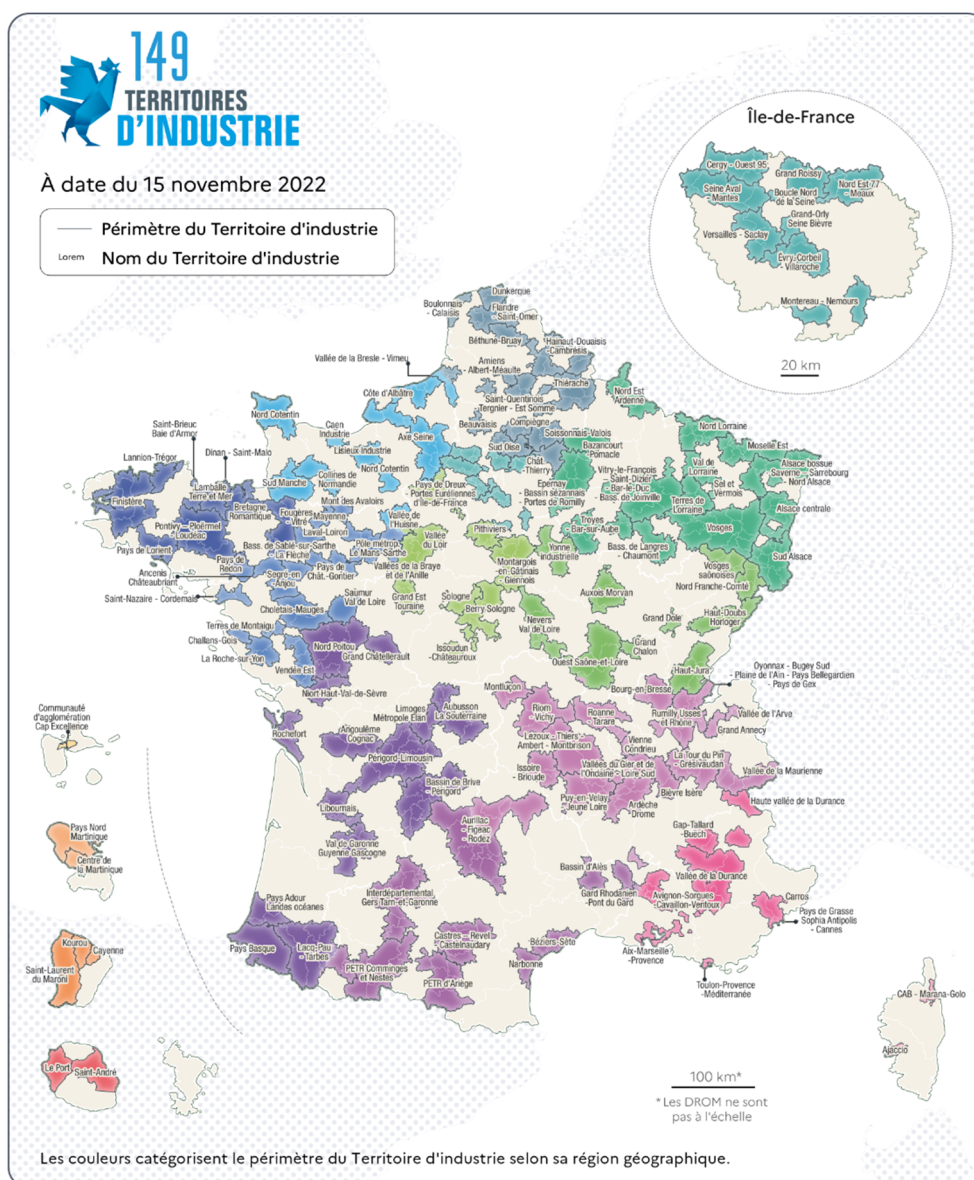 149
TERRITOIRES
D'INDUSTRIE
À date du 15 novembre 2022
Périmètre du Territoire d'industrie
Lorem
Nom du Territoire d'industrie
Île-de-France
Cergy - Ouest 95
Grand Roissy
Seine Aval
- Mantes
Boucle Nord
de la Seine
Nord Est 77
- Meaux
Grand-Orly
Seine Bièvre
Versailles - Saclay
Evry-Corbeil
- Villaroche
Montereau - Nemours
20 km
Dunkerque
Boulonnais
- Calaisis
Flandre
- Saint-Omer
Béthune-Bruay
Hainaut-Douaisis
-Cambrésis
Vallée de la Bresle - Vimeu
Amiens
- Albert-Méaulte
Thiérache
Nord Est
Ardenne
Côte d'Albâtre
Saint-Quentinois
-Tergnier - Est Somme
Nord Cotentin
Beauvaisis
Compiègne
Saint-Brieuc
Baie d'Armor
Caen
Industrie
Axe Seine
Soissonnais-Valois
Nord Lorraine
Dinan - Saint-Malo
Lisieux Industrie
Sud Oise
Bazancourt
Pomacle
Moselle Est
Lannion-Trégor
Nord Cotentin
Chât.
Thierry
Vitry-le-François
- Saint-Dizier
- Bar-le-Duc
Bass. de Joinville
Val de
Lorraine
Alsace bossue
Saverne - Sarrebourg
- Nord Alsace
Sud Manche
Collines de
Normandie
Pays de Dreux
- Portes Euréliennes
d'Île-de-France
Epernay
- Bassin sézannais
- Portes de Romilly
Sel et
Vermois
Lamballe
Terre et Mer
Finistère
Bretagne
Romantique
Mont des Avaloirs
Terres de
Lorraine
Alsace centrale
Fougères
-Vitré
Mayenne
Vallée de
l'Huisne
Troyes
Bar-sur-Aube
Pontivy - Ploërmel
- Loudéac
Laval-Loiron
Vallée
du Loir
Pithiviers
Vosges
Pays de Lorient
Bass. de Sablé-sur-Sarthe
- La Flèche
Pôle métrop.
Le Mans-Sarthe
Yonne
industrielle
Bass. de Langres
- Chaumont
Sud Alsace
Pays de
Redon
Vallées de la Braye
et de l'Anille
Montargois
-en-Gâtinais
- Giennois
Vosges
saônoises
Ancenis
Châteaubriant
Segré-en
-Anjou
Pays de
Chât.-Gontier
Nord Franche-Comté
Saint-Nazaire - Cordemais
Saumur
Val de Loire
Grand Est
Touraine
Sologne
Auxois Morvan
Choletais-Mauges
Berry Sologne
Haut-Doubs
Horloger
Terres de Montaigu
Nevers
Val de Loire
Grand Dole
Challans-Gois
Nord Poitou
Issoudun
-Châteauroux
Grand
Chalon
La Roche-sur-Yon
Grand Châtellerault
Ouest Saône-et-Loire
Vendée Est
Haut-Jura
Oyonnax - Bugey Sud
- Plaine de l'Ain - Pays Bellegardien
- Pays de Gex
Niort Haut-Val-de-Sèvre
Montluçon
Bourg-en-Bresse
Communauté
d'agglomération
Cap Excellence
Limoges
Métropole Elan
Aubusson
La Souterraine
Riom
- Vichy
Roanne
- Tarare
Rumilly Usses
et Rhône
Vallée de l'Arve
Rochefort
Angoulême
Cognac
Lezoux - Thiers -
Ambert - Montbrison
Vienne
Condrieu
Grand Annecy
Périgord-Limousin
La Tour du Pin
- Grésivaudan
Issoire
- Brioude
Vallées du Gier et de
l'Ondaine - Loire Sud
Vallée de la Maurienne
Bassin de Brive
-Périgord
Bièvre Isère
Libournais
Puy-en-Velay
-Jeune Loire
Ardèche
- Drome
Haute vallée de la Durance
Pays Nord
Martinique
Aurillac
- Figeac
- Rodez
Gap-Tallard
Buëch
Val de Garonne
Guyenne Gascogne
Centre de
la Martinique
Bassin d'Alès
Vallée de la Durance
Interdépartemental
Gers Tarn-et-Garonne
Gard Rhodanien
-Pont du Gard
Avignon-Sorgues
-Cavaillon-Ventoux
Carros
Pays Adour
Landes océanes
Pays de Grasse
Sophia Antipolis
- Cannes
Kourou
Cayenne
Pays Basque
Lacq-Pau
- Tarbes
Castres - Revel
- Castelnaudary
Béziers-Sète
Aix-Marseille
-Provence
Saint-Laurent
du Maroni
PETR Comminges
et Nestes
Narbonne
PETR d'Ariège
Toulon-Provence
-Méditerranée
CAB - Marana-Golo
Ajaccio
Le Port
Saint-André
100 km*
* Les DROM ne sont
pas à l'échelle
Les couleurs catégorisent le périmètre du Territoire d'industrie selon sa région géographique.